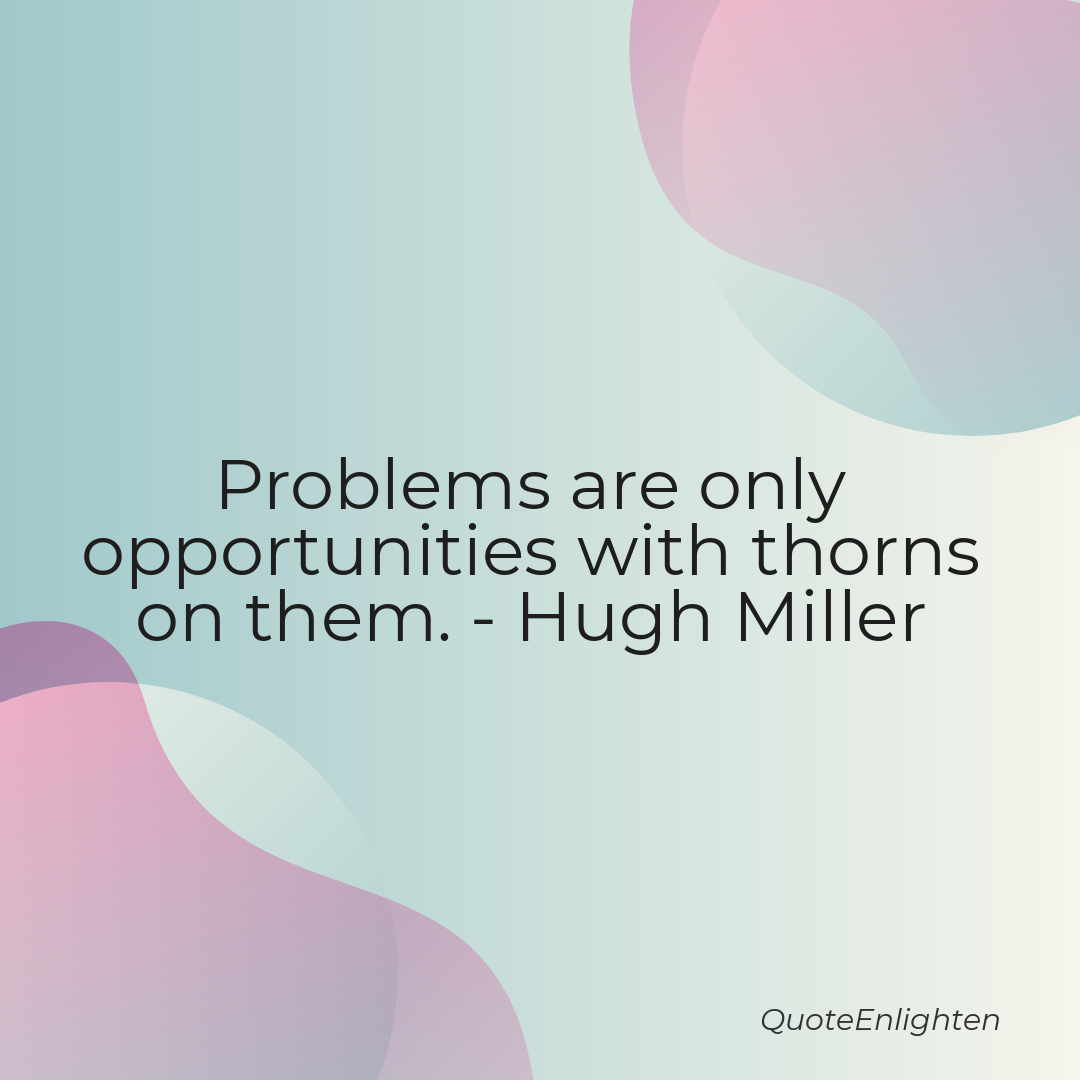 Problems are only
opportunities with thorns
on them. - Hugh Miller
QuoteEnlighten